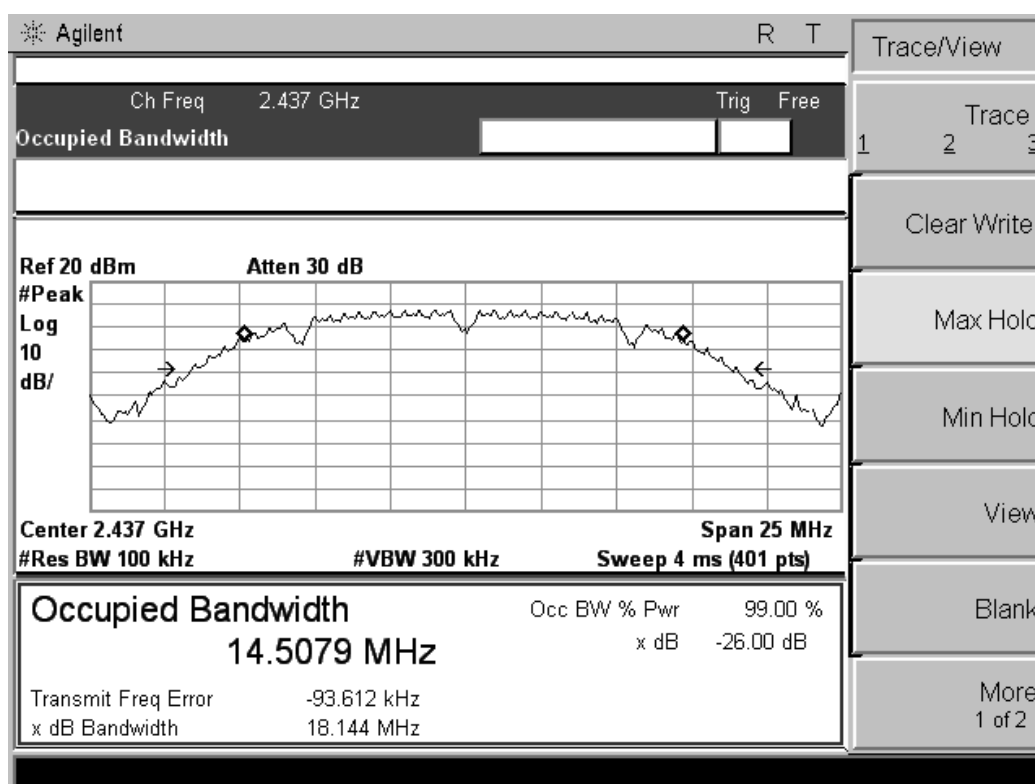 Agilent R T
Ch Freq 2.437 GHz Trig Free
Occupied Bandwidth
Ref 20 dBm Atten 30 dB
#Peak
Log
10
dB/
Center 2.437 GHz Span 25 MHz
#Res BW 100 kHz #VBW 300 kHz Sweep 4 ms (401 pts)
Occupied Bandwidth Occ BW % Pwr 99.00 %
14.5079 MHz x dB -26.00 dB
Transmit Freq Error -93.612 kHz
x dB Bandwidth 18.144 MHz
Trace/View
Trace
1 2 3
Clear Write
Max Hold
Min Hold
View
Blank
More
1 of 2